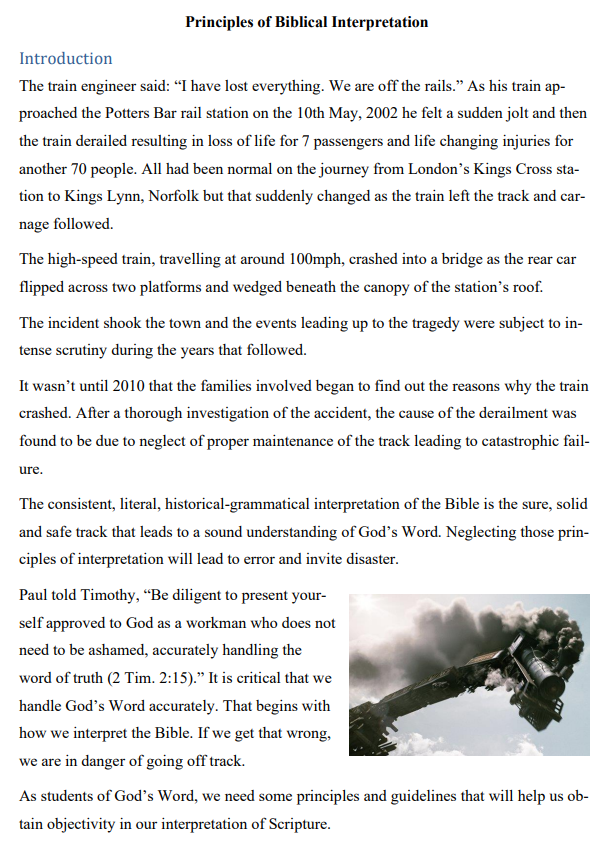 Principles of Biblical Interpretation
Introduction
The train engineer said: “I have lost everything. We are off the rails.” As his train ap-
proached the Potters Bar rail station on the 10th May, 2002 he felt a sudden jolt and then
the train derailed resulting in loss of life for 7 passengers and life changing injuries for
another 70 people. All had been normal on the journey from London’s Kings Cross sta-
tion to Kings Lynn, Norfolk but that suddenly changed as the train left the track and car-
nage followed.
The high-speed train, travelling at around 100mph, crashed into a bridge as the rear car
flipped across two platforms and wedged beneath the canopy of the station’s roof.
The incident shook the town and the events leading up to the tragedy were subject to in-
tense scrutiny during the years that followed.
It wasn’t until 2010 that the families involved began to find out the reasons why the train
crashed. After a thorough investigation of the accident, the cause of the derailment was
found to be due to neglect of proper maintenance of the track leading to catastrophic fail-
ure.
The consistent, literal, historical-grammatical interpretation of the Bible is the sure, solid
and safe track that leads to a sound understanding of God’s Word. Neglecting those prin-
ciples of interpretation will lead to error and invite disaster.
Paul told Timothy, “Be diligent to present your-
self approved to God as a workman who does not
need to be ashamed, accurately handling the
word of truth (2 Tim. 2:15).” It is critical that we
handle God’s Word accurately. That begins with
how we interpret the Bible. If we get that wrong,
we are in danger of going off track.
As students of God’s Word, we need some principles and guidelines that will help us ob-
tain objectivity in our interpretation of Scripture.